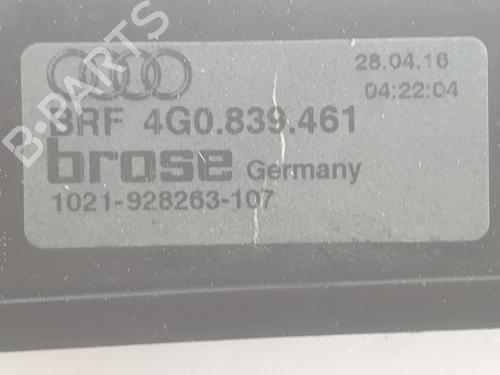 28.04.16
04:22:04
BRF 4G0.839.461
brose Germany
1021-928263-107
B-PARTS